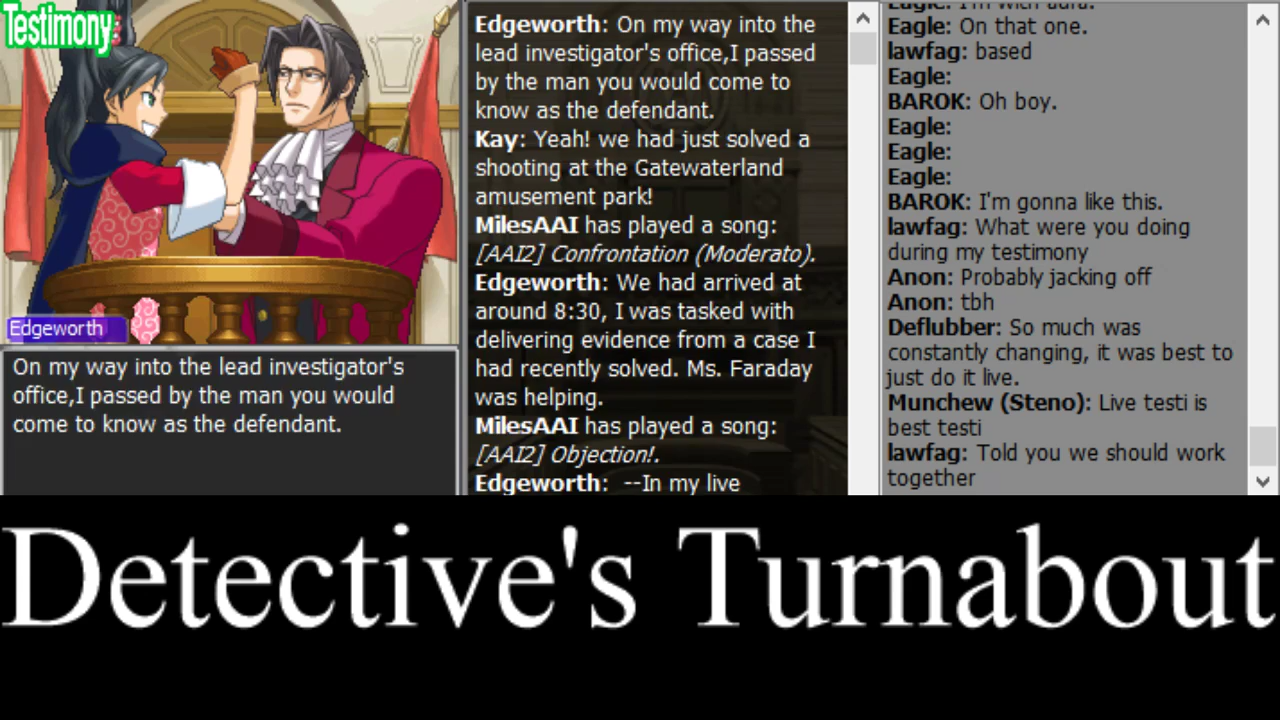 Testimony
Edgeworth
On my way into the lead investigator's
office,I passed by the man you would
come to know as the defendant.
Edgeworth: On my way into the
lead investigator's office,I passed
by the man you would come to
know as the defendant.
Kay: Yeah! we had just solved a
shooting at the Gatewaterland
amusement park!
MilesAAI has played a song:
[AAI2] Confrontation (Moderato).
Edgeworth: We had arrived at
around 8:30, I was tasked with
delivering evidence from a case I
had recently solved. Ms. Faraday
was helping.
MilesAAI has played a song:
[AAI2] Objection!.
Edgeworth:  --In my live
Eagle: I'm wich aura.
Eagle: On that one.
lawfag: based
Eagle:
BAROK: Oh boy.
Eagle:
Eagle:
Eagle:
BAROK: I'm gonna like this.
lawfag: What were you doing
during my testimony
Anon: Probably jacking off
Anon: tbh
Deflubber: So much was
constantly changing, it was best to
just do it live.
Munchew (Steno): Live testi is
best testi
lawfag: Told you we should work
together
Detective's Turnabout